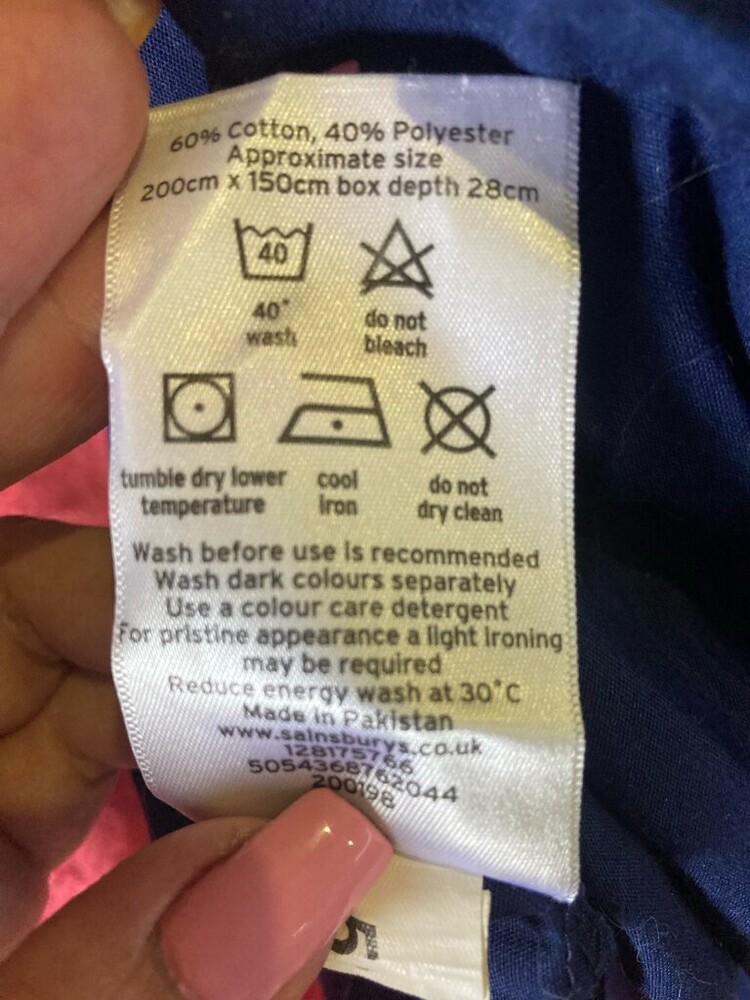 60% Cotton, 40% Polyester
Approximate size
200cm x 150cm box depth 28cm
40
40° wash
do not bleach
tumble dry lower temperature
cool iron
do not dry clean
Wash before use is recommended
Wash dark colours separately
Use a colour care detergent
For pristine appearance a light ironing
may be required
Reduce energy wash at 30°C
Made in Pakistan
www.sainsburys.co.uk
128175766
5054368762044
200198